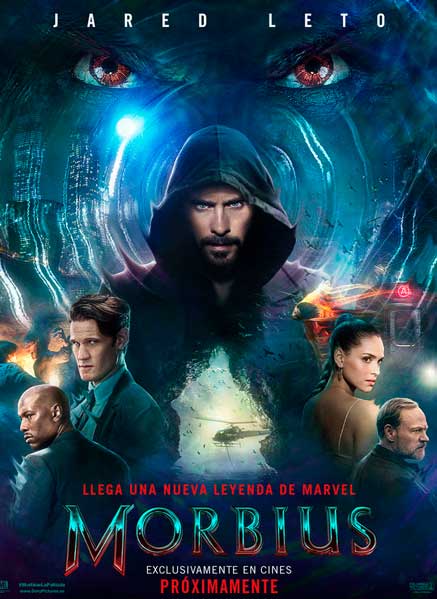 JARED LETO
LLEGA UNA NUEVA LEYENDA DE MARVEL
MORBIUS
EXCLUSIVAMENTE EN CINES
PRÓXIMAMENTE